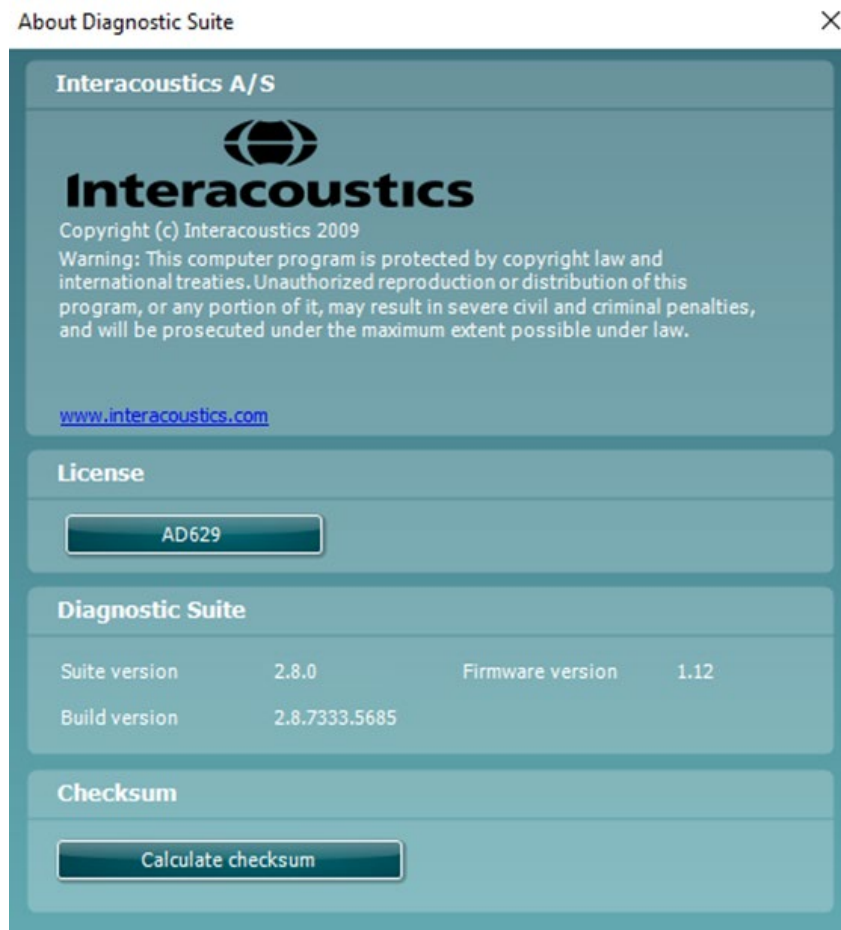 About Diagnostic Suite
Interacoustics A/S
Interacoustics
Copyright (c) Interacoustics 2009
Warning: This computer program is protected by copyright law and
international treaties. Unauthorized reproduction or distribution of this
program, or any portion of it, may result in severe civil and criminal penalties,
and will be prosecuted under the maximum extent possible under law.
www.interacoustics.com
License
AD629
Diagnostic Suite
Suite version 2.8.0 Firmware version 1.12
Build version 2.8.7333.5685
Checksum
Calculate checksum